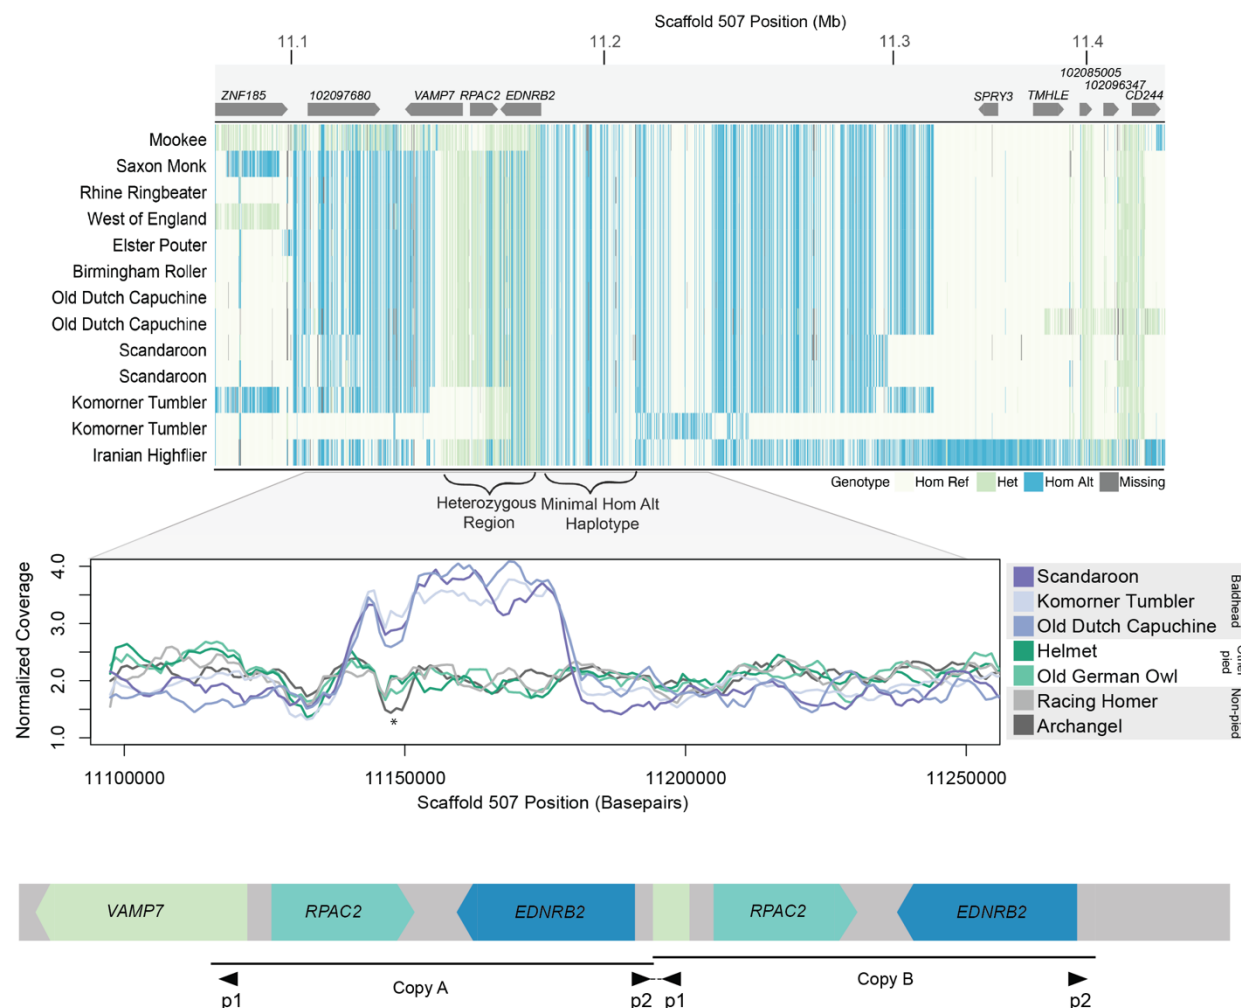 Scaffold 507 Position (Mb)
11.1 11.2 11.3 11.4
102085005
ZNF185 102097680 VAMP7 RPAC2 EDNRB2 SPRY3 TMHLE 102096347 CD244
Mookee
Saxon Monk
Rhine Ringbeater
West of England
Elster Pouter
Birmingham Roller
Old Dutch Capuchine
Old Dutch Capuchine
Scandaroon
Scandaroon
Komorner Tumbler
Komorner Tumbler
Iranian Highflier
Genotype Hom Ref Het Hom Alt Missing
Heterozygous Region
Minimal Hom Alt Haplotype
Normalized Coverage
4.0
3.0
2.0
1.0
*
11100000 11150000 11200000 11250000
Scaffold 507 Position (Basepairs)
Scandaroon
Komorner Tumbler
Old Dutch Capuchine
Baldhead
Helmet
Old German Owl
pied
Racing Homer
Archangel
Non-pied
VAMP7 RPAC2 EDNRB2 RPAC2 EDNRB2
Copy A Copy B
p1 p2 p1 p2